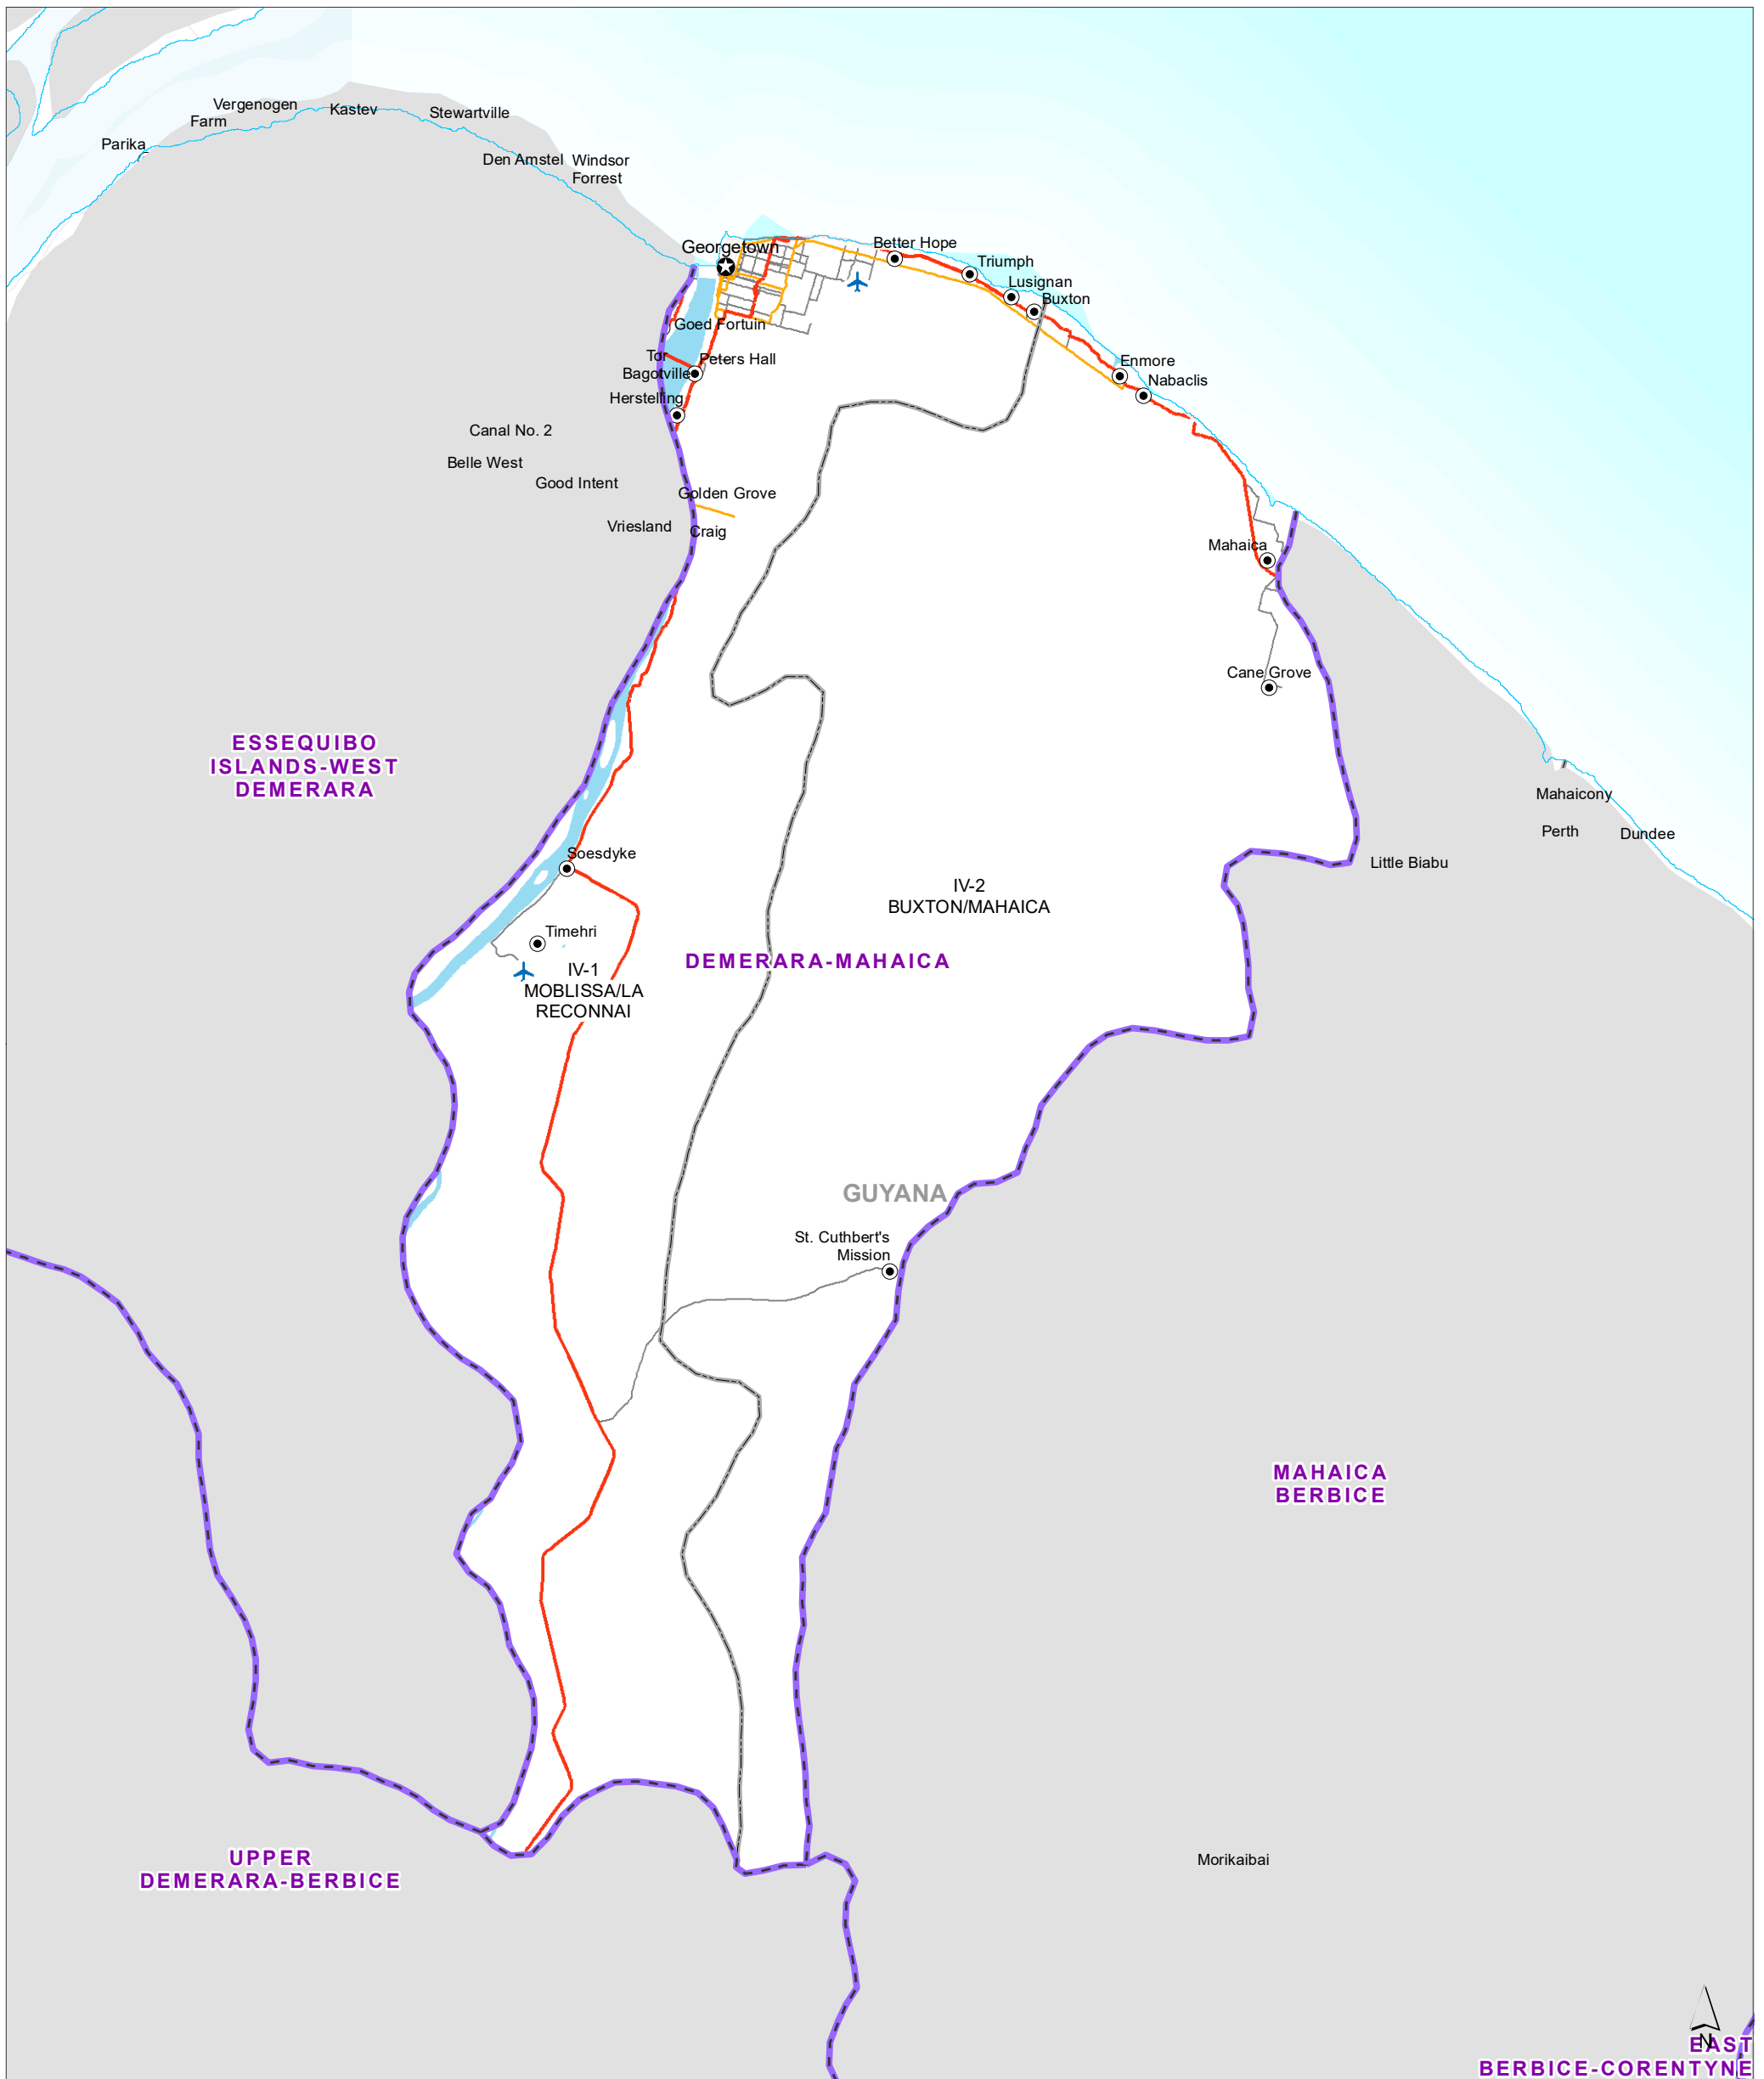 Vergenogen
Farm
Kastev
Stewartville
Parika
Den Amstel
Windsor
Forrest
Georgetown
Better Hope
Triumph
Lusignan
Buxton
Goed Fortuin
Tor
Peters Hall
Bagotville
Enmore
Nabaclis
Herstelling
Canal No. 2
Belle West
Good Intent
Golden Grove
Vriesland
Craig
Mahaica
Cane Grove
ESSEQUIBO
ISLANDS-WEST
DEMERARA
Mahaicony
Perth
Dundee
Little Biabu
Soesdyke
IV-2
BUXTON/MAHAICA
Timehri
DEMERARA-MAHAICA
IV-1
MOBLISSA/LA
RECONNAI
GUYANA
St. Cuthbert's
Mission
MAHAICA
BERBICE
UPPER
DEMERARA-BERBICE
Morikaibai
N
EAST
BERBICE-CORENTYNE